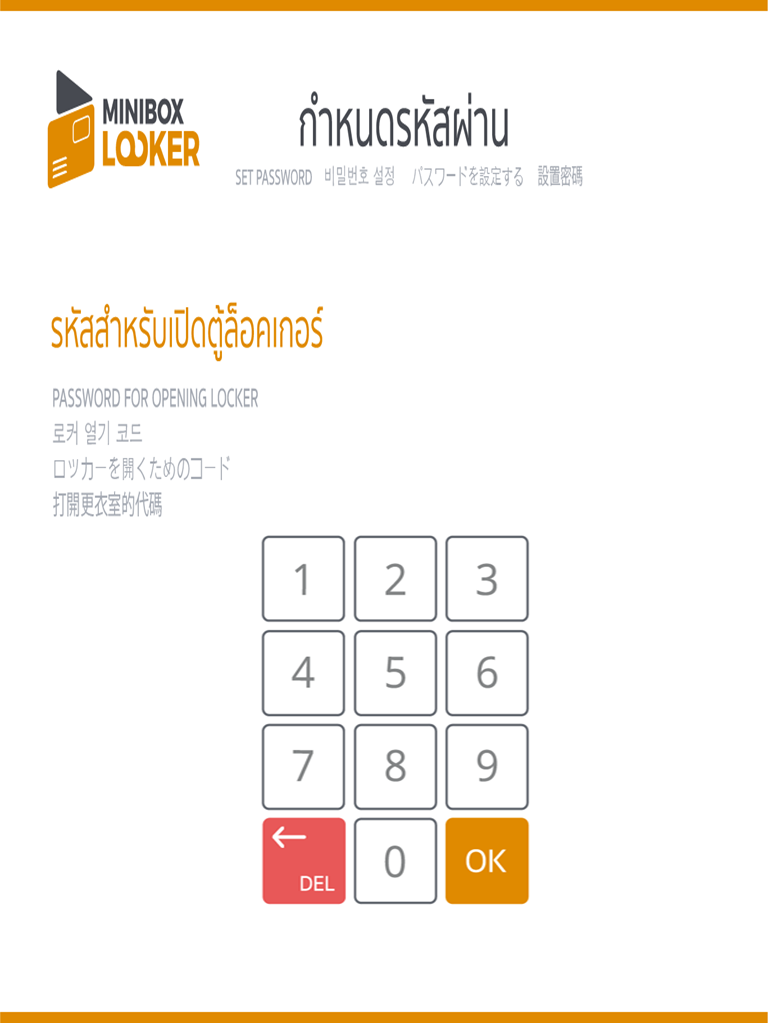 MINIBOX
LOCKER
กำหนดรหัสผ่าน
SET PASSWORD 비밀번호 설정 パスワードを設定する 設置密碼
รหัสสำหรับเปิดตู้ล็อคเกอร์
PASSWORD FOR OPENING LOCKER
로커 열기 코드
ロッカーを開くためのコード
打開更衣室的代碼
1 2 3
4 5 6
7 8 9
← DEL 0 OK